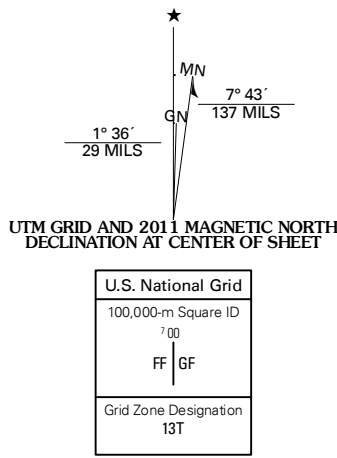 ★
MN
GN
7° 43´
137 MILS
1° 36´
29 MILS
UTM GRID AND 2011 MAGNETIC NORTH
DECLINATION AT CENTER OF SHEET
U.S. National Grid
100,000-m Square ID
7 00
FF | GF
Grid Zone Designation
13T